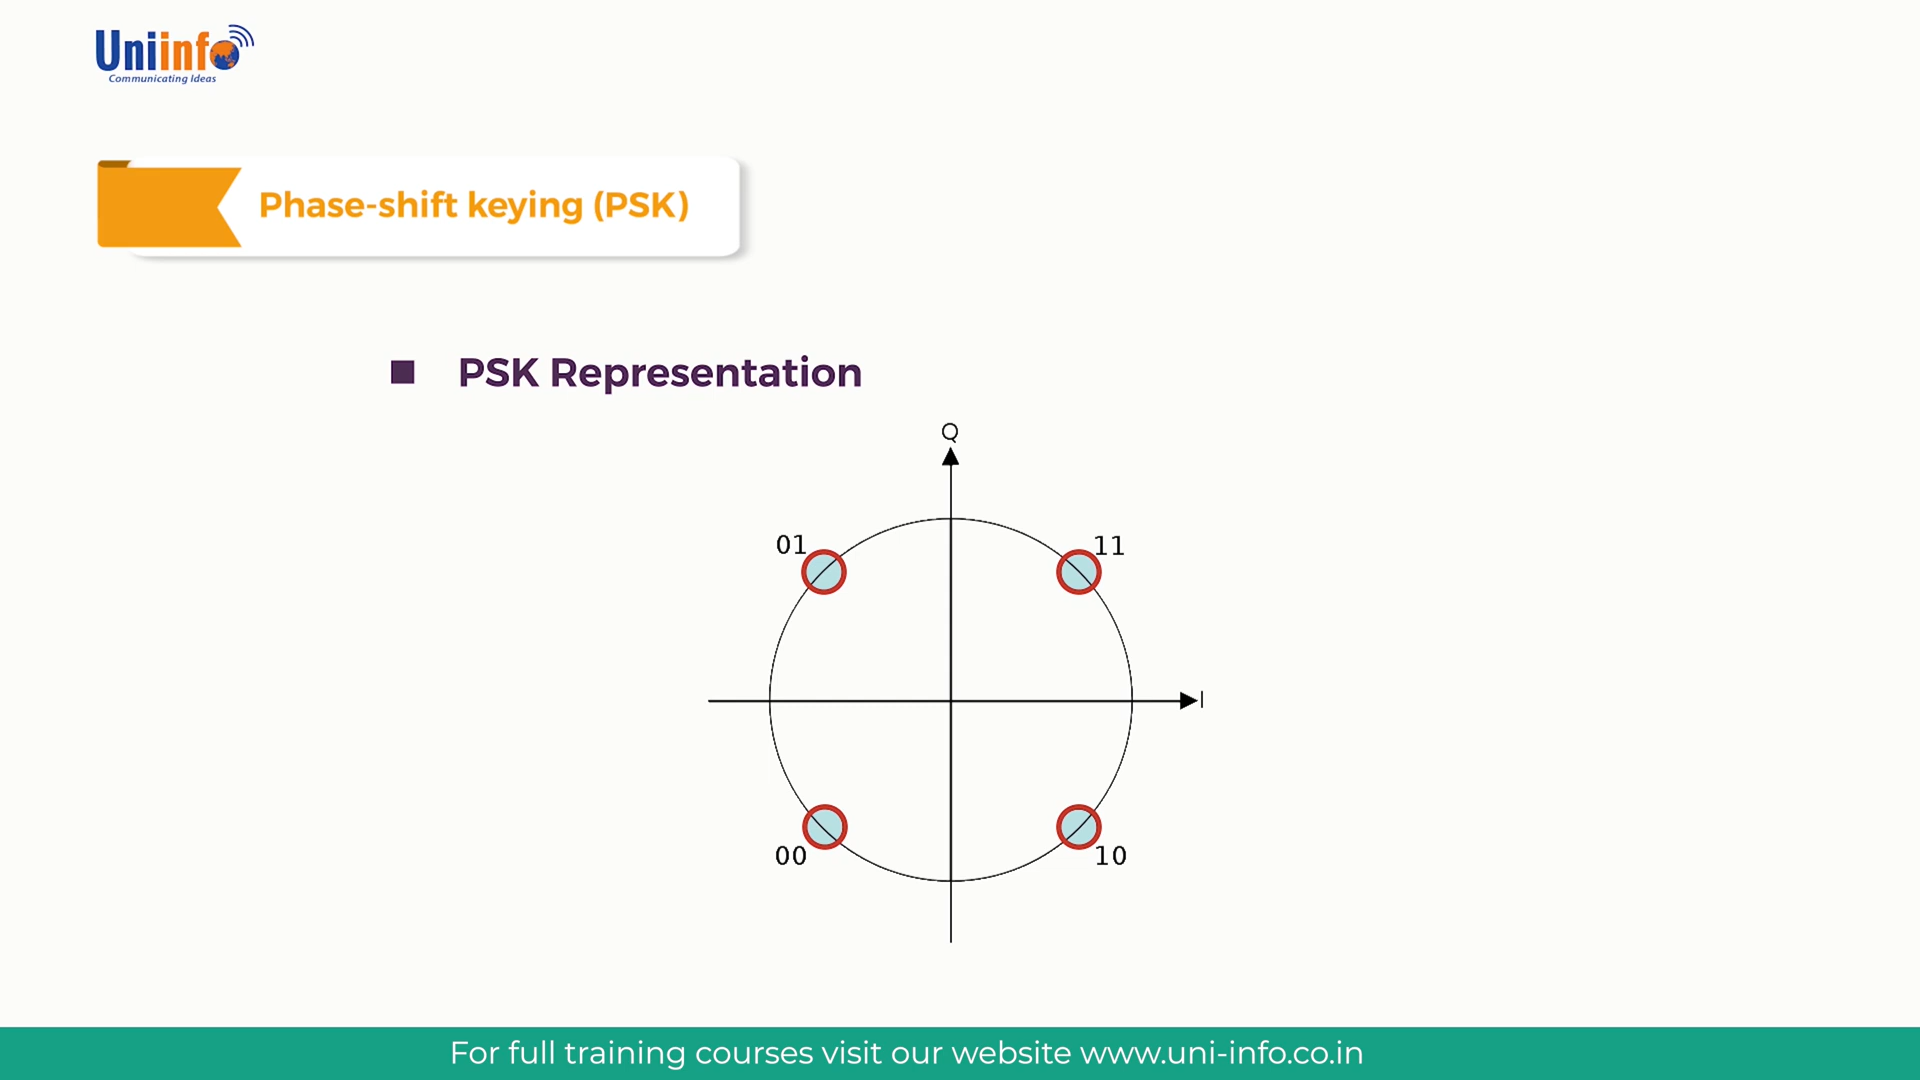 Uniinfo
Communicating Ideas
Phase-shift keying (PSK)
PSK Representation
Q
01
11
I
00
10
For full training courses visit our website www.uni-info.co.in